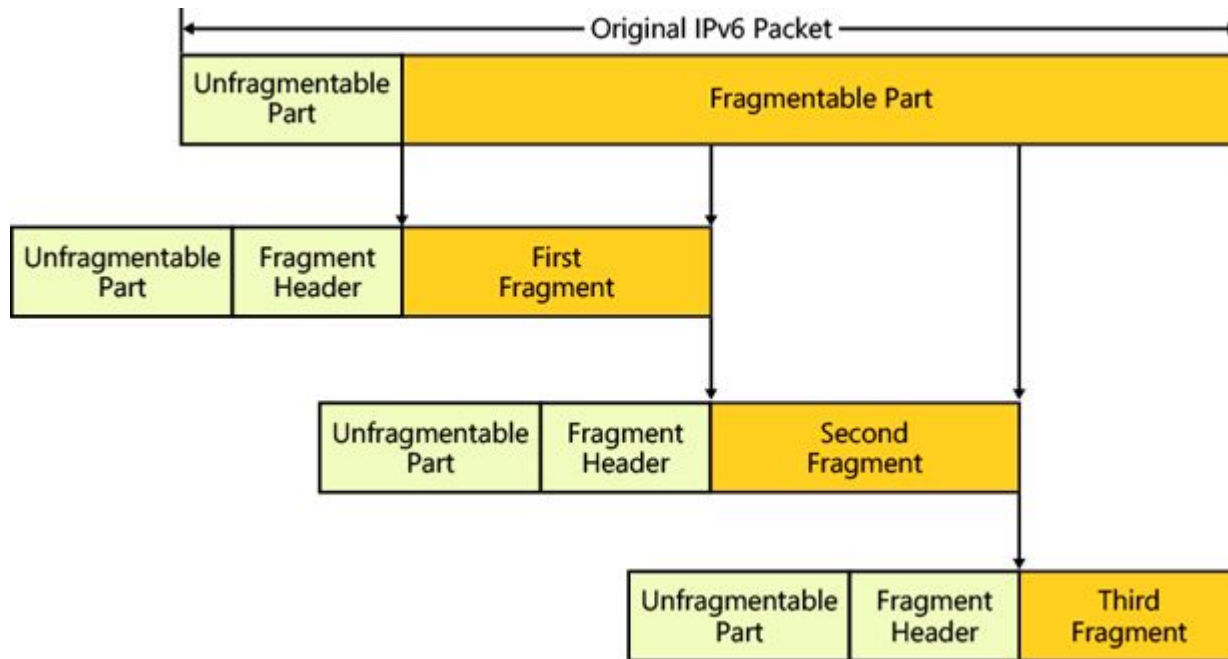 Original IPv6 Packet
Unfragmentable
Part
Fragmentable Part
Unfragmentable
Part
Fragment
Header
First
Fragment
Unfragmentable
Part
Fragment
Header
Second
Fragment
Unfragmentable
Part
Fragment
Header
Third
Fragment